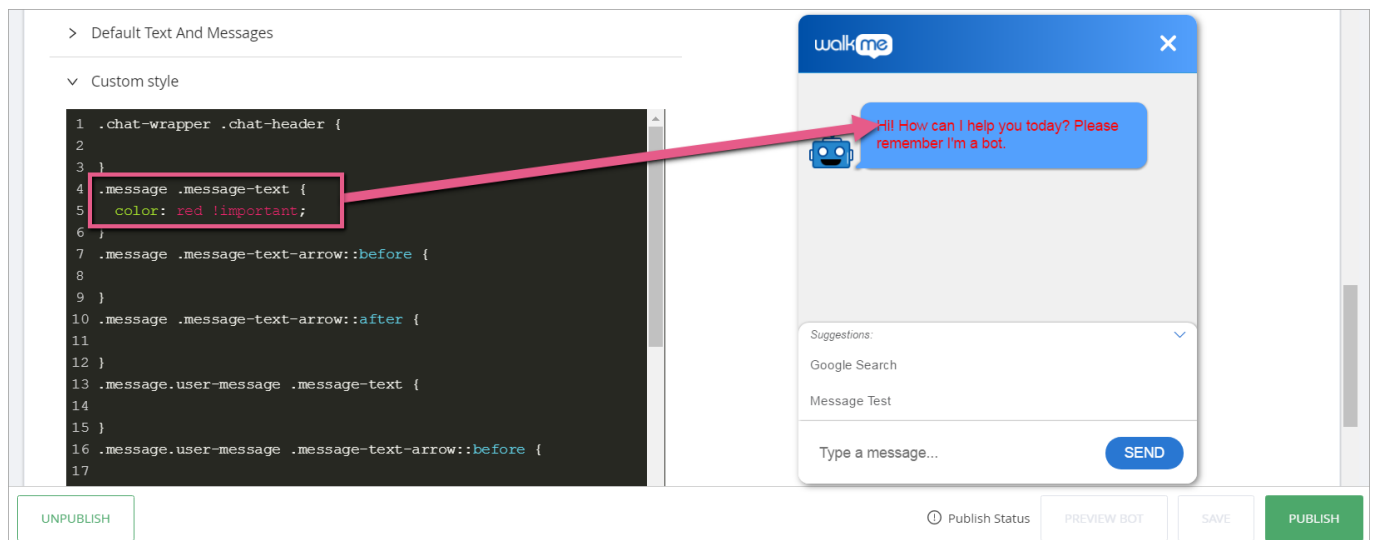 > Default Text And Messages
Custom style
1 .chat-wrapper .chat-header {
2
3 }
4 .message .message-text {
5 color: red !important;
6 }
7 .message .message-text-arrow::before {
8
9 }
10 .message .message-text-arrow::after {
11
12 }
13 .message.user-message .message-text {
14
15 }
16 .message.user-message .message-text-arrow::before {
17
walkme
Hi! How can I help you today? Please
remember I'm a bot.
Suggestions:
Google Search
Message Test
Type a message...
SEND
UNPUBLISH
Publish Status
PREVIEW BOT
SAVE
PUBLISH